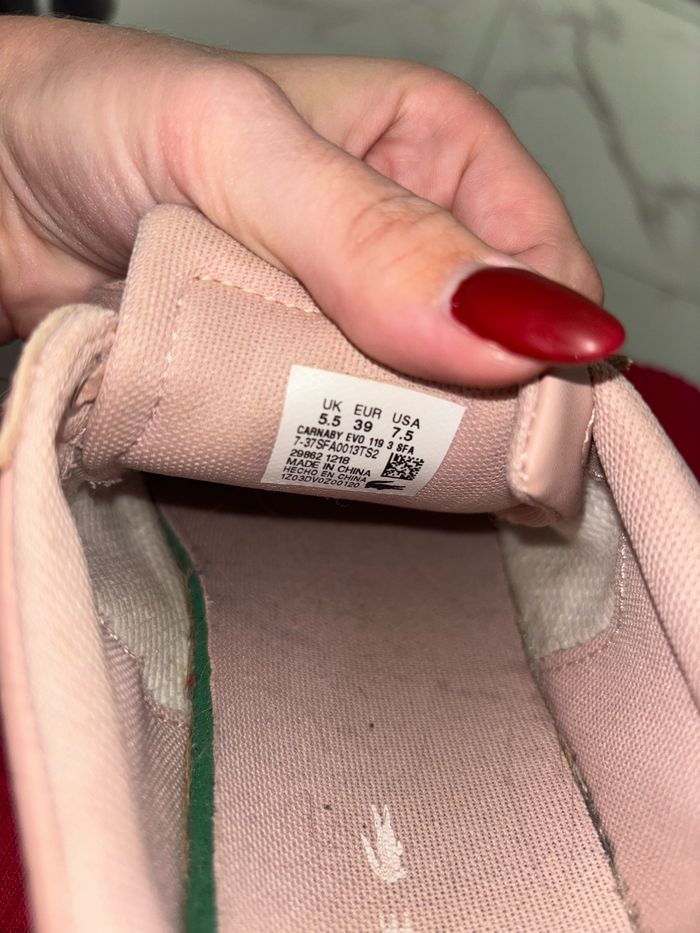 UK EUR USA
5.5 39 7.5
CARNABY EVO 119 3 SFA
7-37SFA0013TS2
29862 1218
MADE IN CHINA
HECHO EN CHINA
1Z03DV0Z00120